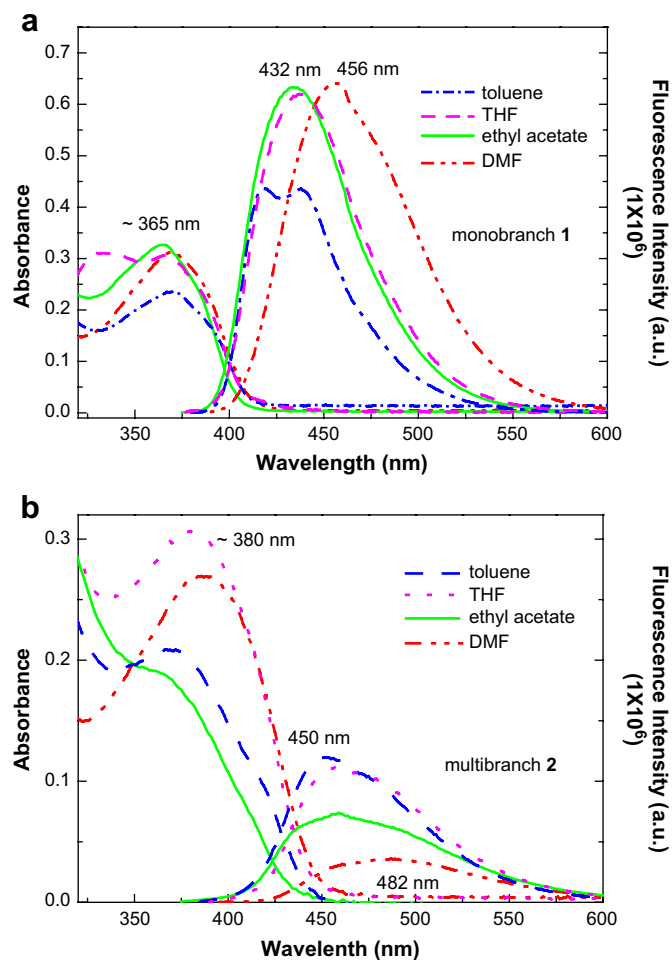 a
0.7
0.6
0.5
0.4
0.3
0.2
0.1
0.0
Absorbance
432 nm 456 nm
~ 365 nm
toluene
THF
ethyl acetate
DMF
monobranch 1
350 400 450 500 550 600
Wavelength (nm)
Fluorescence Intensity (a.u.)
(1X10⁶)
b
0.3
0.2
0.1
0.0
Absorbance
~ 380 nm
450 nm
482 nm
toluene
THF
ethyl acetate
DMF
multibranch 2
350 400 450 500 550 600
Wavelenth (nm)
Fluorescence Intensity (a.u.)
(1X10⁶)